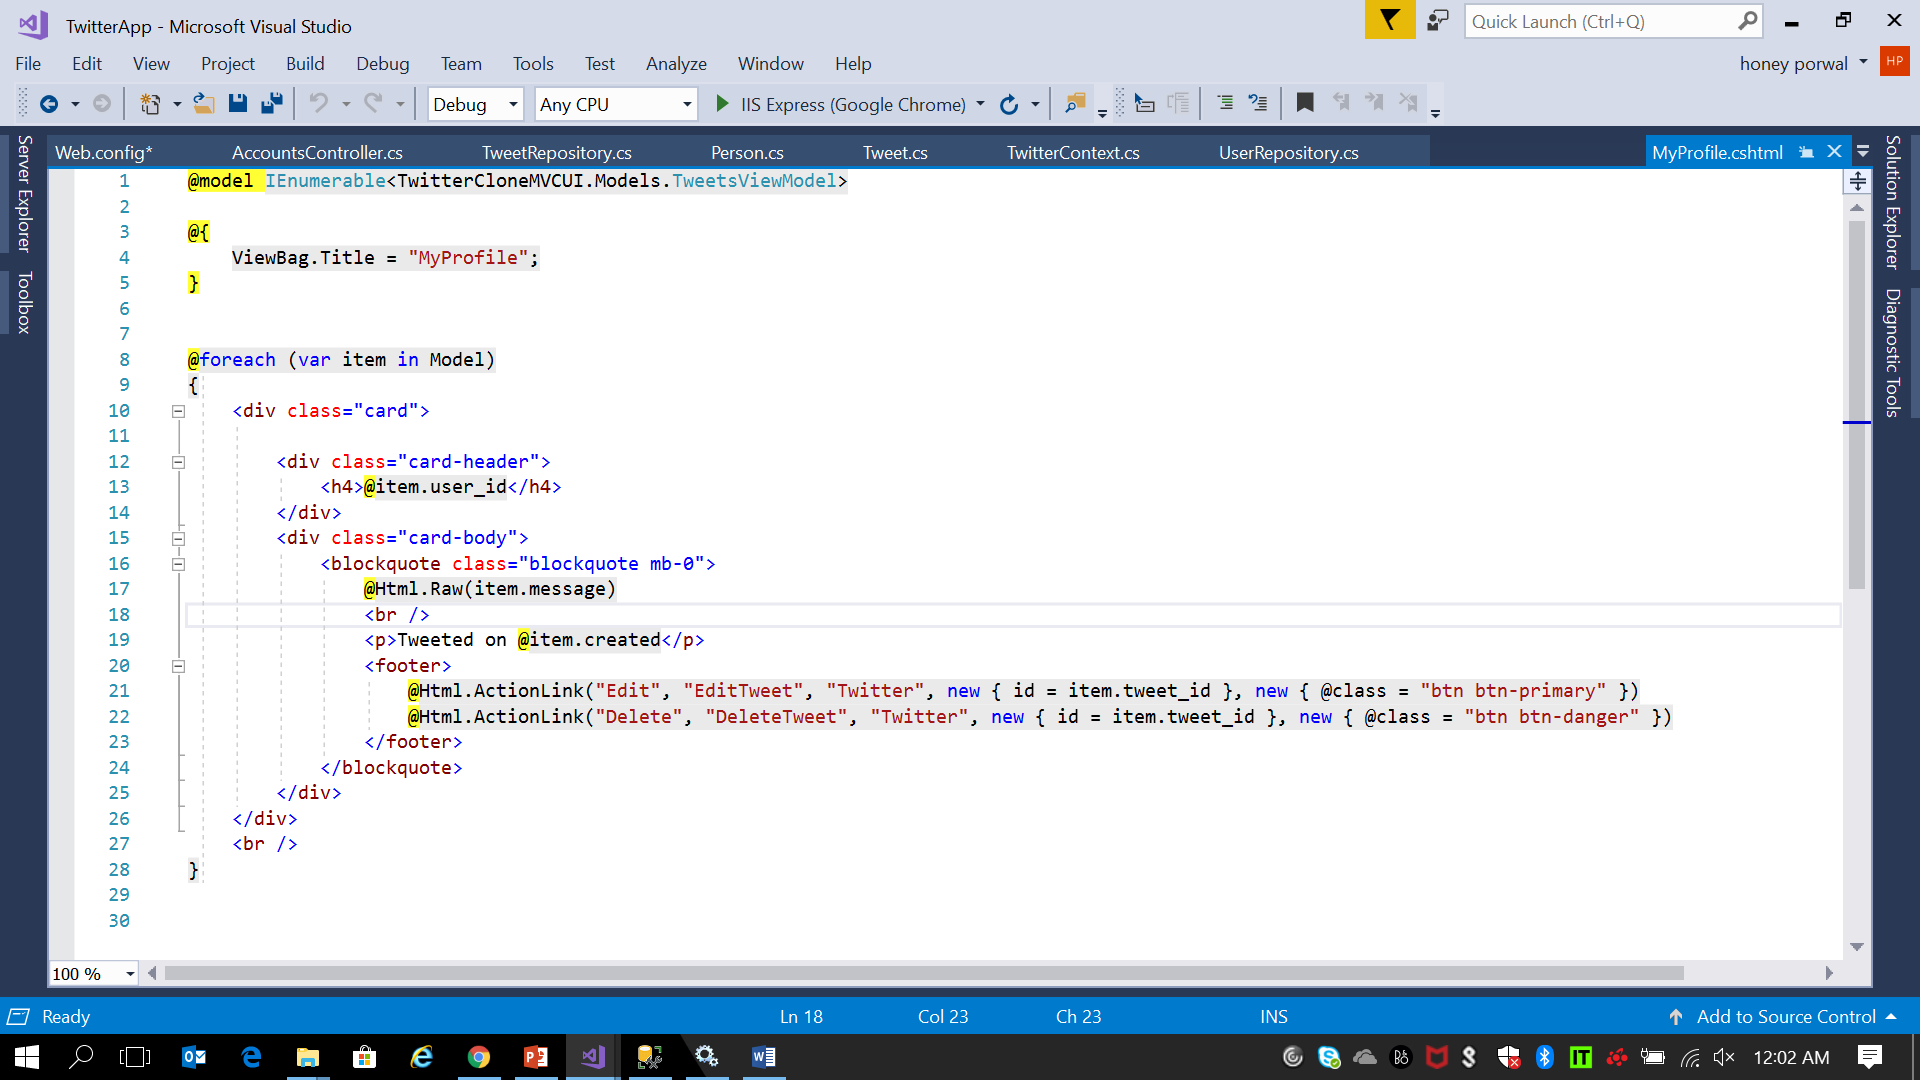 TwitterApp - Microsoft Visual Studio
Quick Launch (Ctrl+Q)
File Edit View Project Build Debug Team Tools Test Analyze Window Help
honey porwal HP
Debug Any CPU IIS Express (Google Chrome)
Web.config* AccountsController.cs TweetRepository.cs Person.cs Tweet.cs TwitterContext.cs UserRepository.cs MyProfile.cshtml
Server Explorer
Toolbox
Solution Explorer
Diagnostic Tools
1 @model IEnumerable<TwitterCloneMVCUI.Models.TweetsViewModel>
2
3 @{
4 ViewBag.Title = "MyProfile";
5 }
6
7
8 @foreach (var item in Model)
9 {
10 <div class="card">
11
12 <div class="card-header">
13 <h4>@item.user_id</h4>
14 </div>
15 <div class="card-body">
16 <blockquote class="blockquote mb-0">
17 @Html.Raw(item.message)
18 <br />
19 <p>Tweeted on @item.created</p>
20 <footer>
21 @Html.ActionLink("Edit", "EditTweet", "Twitter", new { id = item.tweet_id }, new { @class = "btn btn-primary" })
22 @Html.ActionLink("Delete", "DeleteTweet", "Twitter", new { id = item.tweet_id }, new { @class = "btn btn-danger" })
23 </footer>
24 </blockquote>
25 </div>
26 </div>
27 <br />
28 }
29
30
100 %
Ready Ln 18 Col 23 Ch 23 INS Add to Source Control
12:02 AM